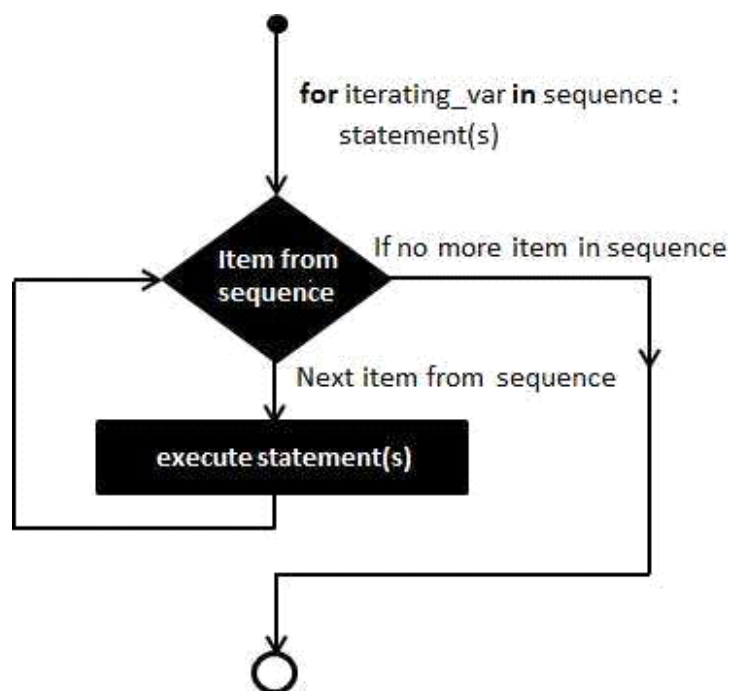 for iterating_var in sequence :
statement(s)
If no more item in sequence
Item from
sequence
Next item from sequence
execute statement(s)